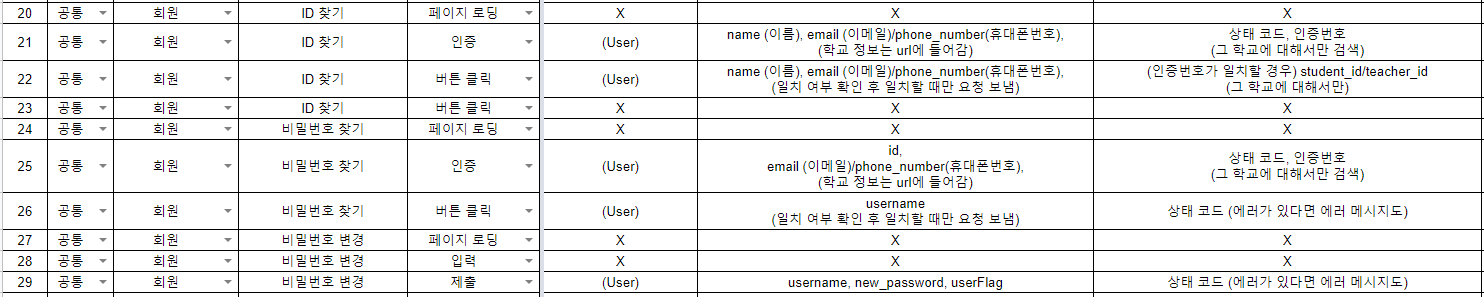 20 공통 회원 ID 찾기 페이지 로딩 X X X
21 공통 회원 ID 찾기 인증 (User) name (이름), email (이메일)/phone_number(휴대폰번호), 상태 코드, 인증번호
(학교 정보는 url에 들어감) (그 학교에 대해서만 검색)
22 공통 회원 ID 찾기 버튼 클릭 (User) name (이름), email (이메일)/phone_number(휴대폰번호), (인증번호가 일치할 경우) student_id/teacher_id
(일치 여부 확인 후 일치할 때만 요청 보냄) (그 학교에 대해서만)
23 공통 회원 ID 찾기 버튼 클릭 X X X
24 공통 회원 비밀번호 찾기 페이지 로딩 X X X
25 공통 회원 비밀번호 찾기 인증 (User) id, 상태 코드, 인증번호
email (이메일)/phone_number(휴대폰번호), (그 학교에 대해서만 검색)
(학교 정보는 url에 들어감)
26 공통 회원 비밀번호 찾기 버튼 클릭 (User) username 상태 코드 (에러가 있다면 에러 메시지도)
(일치 여부 확인 후 일치할 때만 요청 보냄)
27 공통 회원 비밀번호 변경 페이지 로딩 X X X
28 공통 회원 비밀번호 변경 입력 X X X
29 공통 회원 비밀번호 변경 제출 (User) username, new_password, userFlag 상태 코드 (에러가 있다면 에러 메시지도)